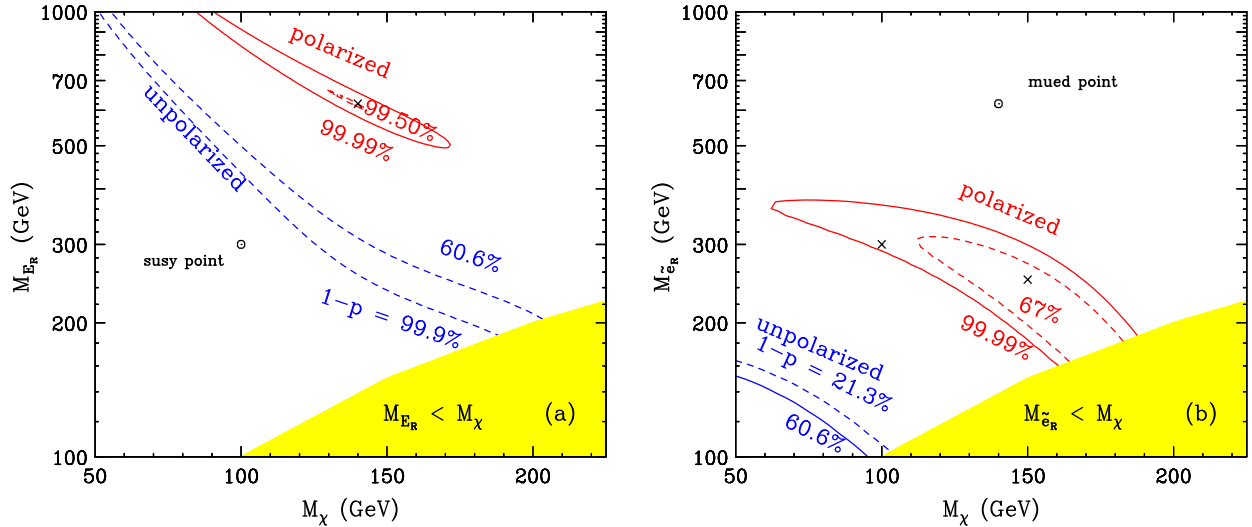 1000
700
500
300
200
100
M_{E_R} (GeV)
polarized
99.50%
99.99%
unpolarized
susy point
60.6%
1−p = 99.9%
M_{E_R} < M_χ (a)
50 100 150 200
M_χ (GeV)
1000
700
500
300
200
100
M_{ẽ_R} (GeV)
mued point
polarized
67%
99.99%
unpolarized
1−p = 21.3%
60.6%
M_{ẽ_R} < M_χ (b)
50 100 150 200
M_χ (GeV)